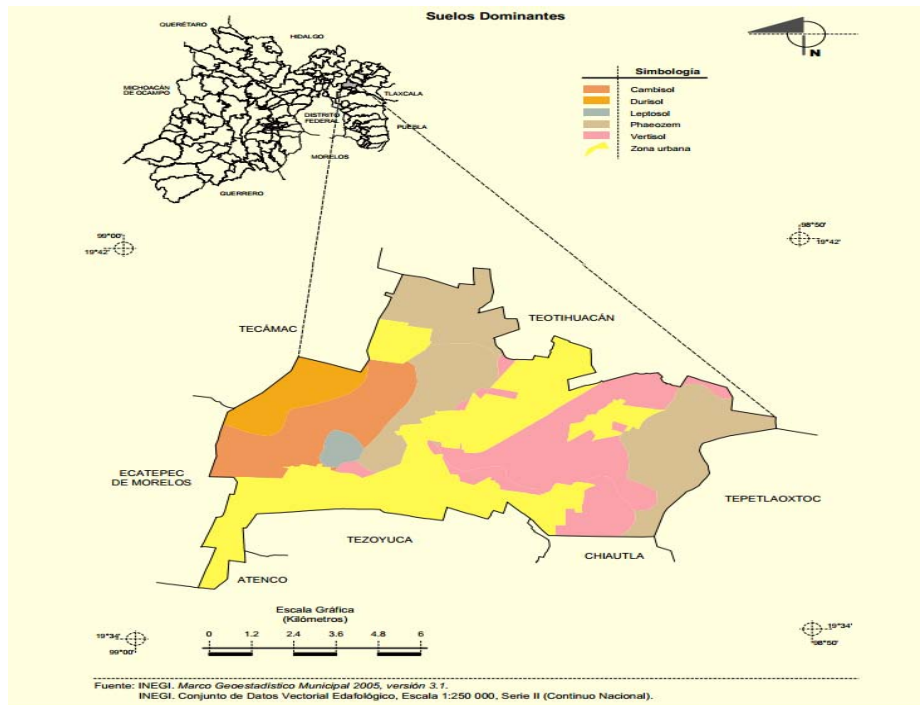 Suelos Dominantes
QUERÉTARO
HIDALGO
MICHOACÁN
DE OCAMPO
TLAXCALA
DISTRITO
FEDERAL
PUEBLA
MORELOS
GUERRERO
N
Simbología
Cambisol
Durisol
Leptosol
Phaeozem
Vertisol
Zona urbana
99°00'
19°42'
98°50'
19°42'
TECÁMAC
TEOTIHUACÁN
ECATEPEC
DE MORELOS
TEPETLAOXTOC
TEZOYUCA
CHIAUTLA
ATENCO
Escala Gráfica
(Kilómetros)
0 1.2 2.4 3.6 4.8 6
19°34'
99°00'
19°34'
98°50'
Fuente: INEGI. Marco Geoestadístico Municipal 2005, versión 3.1.
INEGI. Conjunto de Datos Vectorial Edafológico, Escala 1:250 000, Serie II (Continuo Nacional).